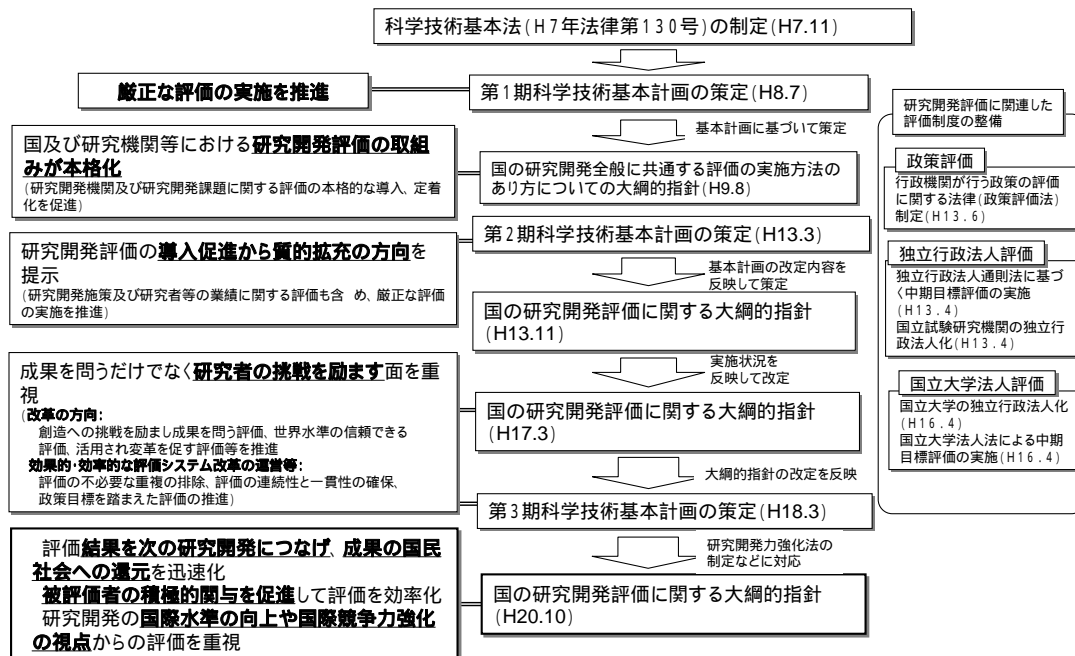 科学技術基本法(H7年法律第130号)の制定(H7.11)
厳正な評価の実施を推進
第1期科学技術基本計画の策定(H8.7)
基本計画に基づいて策定
国及び研究機関等における研究開発評価の取組
みが本格化
(研究開発機関及び研究開発課題に関する評価の本格的な導入、定着
化を促進)
国の研究開発全般に共通する評価の実施方法の
あり方についての大綱的指針(H9.8)
第2期科学技術基本計画の策定(H13.3)
研究開発評価の導入促進から質的拡充の方向を
提示
(研究開発施策及び研究者等の業績に関する評価も含 め、厳正な評価
の実施を推進)
基本計画の改定内容を
反映して策定
国の研究開発評価に関する大綱的指針
(H13.11)
実施状況を
反映して改定
成果を問うだけでなく研究者の挑戦を励ます面を重
視
(改革の方向:
創造への挑戦を励まし成果を問う評価、世界水準の信頼できる
評価、活用され変革を促す評価等を推進
効果的・効率的な評価システム改革の運営等:
評価の不必要な重複の排除、評価の連続性と一貫性の確保、
政策目標を踏まえた評価の推進)
国の研究開発評価に関する大綱的指針
(H17.3)
大綱的指針の改定を反映
第3期科学技術基本計画の策定(H18.3)
研究開発力強化法の
制定などに対応
評価結果を次の研究開発につなげ、成果の国民
社会への還元を迅速化
被評価者の積極的関与を促進して評価を効率化
研究開発の国際水準の向上や国際競争力強化
の視点からの評価を重視
国の研究開発評価に関する大綱的指針
(H20.10)
研究開発評価に関連した
評価制度の整備
政策評価
行政機関が行う政策の評価
に関する法律(政策評価法)
制定(H13.6)
独立行政法人評価
独立行政法人通則法に基づ
く中期目標評価の実施
(H13.4)
国立試験研究機関の独立行
政法人化(H13.4)
国立大学法人評価
国立大学の独立行政法人化
(H16.4)
国立大学法人法による中期
目標評価の実施(H16.4)